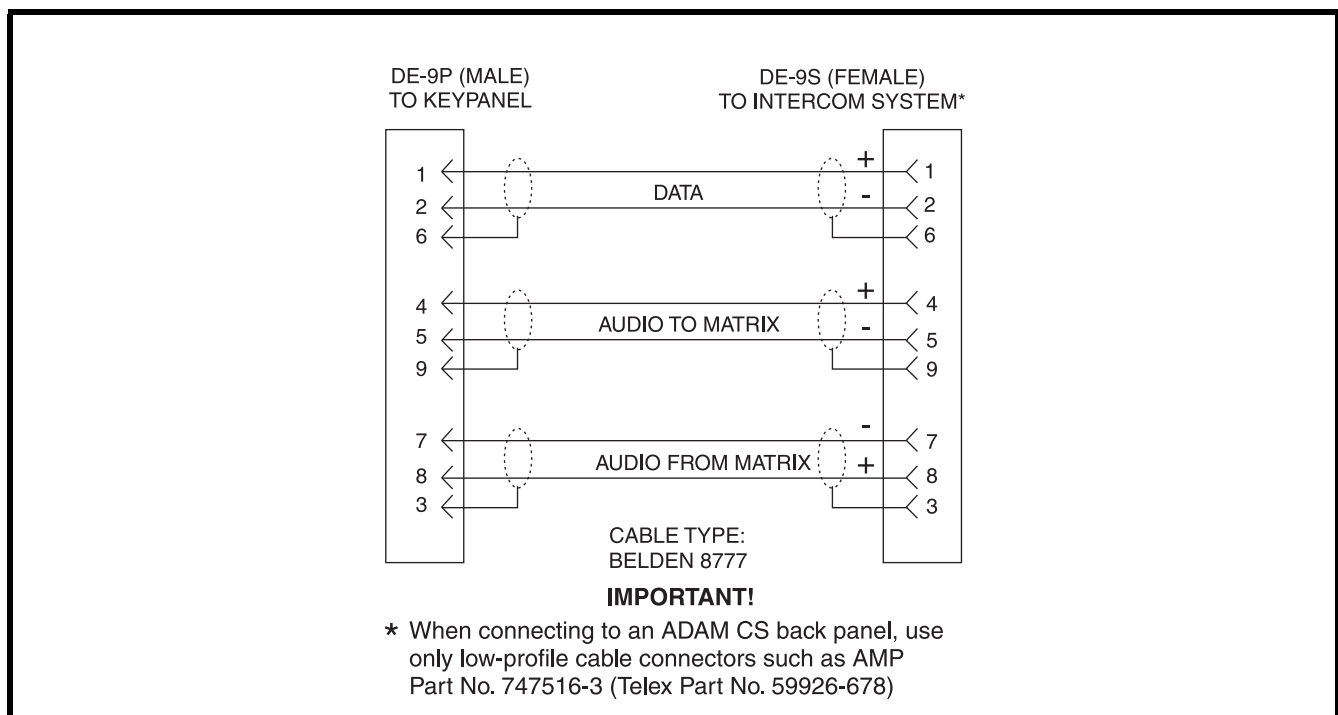 DE-9P (MALE)
TO KEYPANEL
DE-9S (FEMALE)
TO INTERCOM SYSTEM*
1 + 1
DATA
2 - 2
6 6
4 + 4
AUDIO TO MATRIX
5 - 5
9 9
7 - 7
AUDIO FROM MATRIX
8 + 8
3 3
CABLE TYPE:
BELDEN 8777
IMPORTANT!
* When connecting to an ADAM CS back panel, use
only low-profile cable connectors such as AMP
Part No. 747516-3 (Telex Part No. 59926-678)